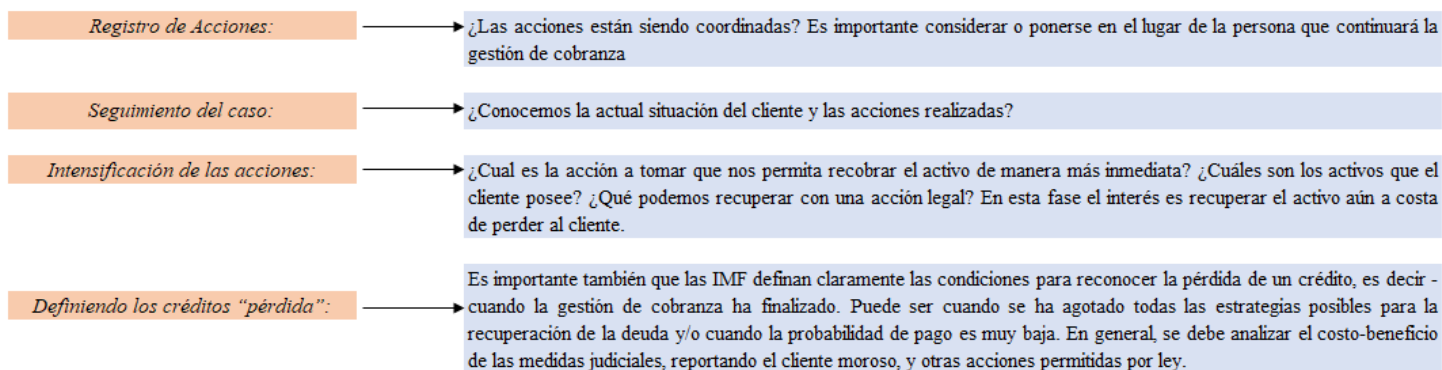 Registro de Acciones:
¿Las acciones están siendo coordinadas? Es importante considerar o ponerse en el lugar de la persona que continuará la
gestión de cobranza
Seguimiento del caso:
¿Conocemos la actual situación del cliente y las acciones realizadas?
Intensificación de las acciones:
¿Cual es la acción a tomar que nos permita recobrar el activo de manera más inmediata? ¿Cuáles son los activos que el
cliente posee? ¿Qué podemos recuperar con una acción legal? En esta fase el interés es recuperar el activo aún a costa
de perder al cliente.
Definiendo los créditos “pérdida”:
Es importante también que las IMF definan claramente las condiciones para reconocer la pérdida de un crédito, es decir -
cuando la gestión de cobranza ha finalizado. Puede ser cuando se ha agotado todas las estrategias posibles para la
recuperación de la deuda y/o cuando la probabilidad de pago es muy baja. En general, se debe analizar el costo-beneficio
de las medidas judiciales, reportando el cliente moroso, y otras acciones permitidas por ley.